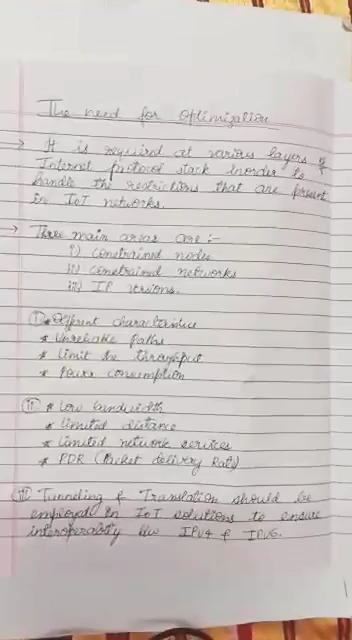 The need for Optimization
→ It is required at various layers of
Internet protocol stack inorder to
handle the restrictions that are present
in IoT networks.
→ Three main areas are :-
i) constrained nodes
ii) constrained networks
iii) IP versions.
① * Different characteristics
* Unreliable paths
* Limit the throughput
* Power consumption
ⓘⓘ * Low bandwidth
* limited distance
* limited network services
* PDR (Packet delivery Rate)
ⓘⓘⓘ Tunneling & Translation should be
employed in IoT solutions to ensure
interoperability b/w IPv4 & IPv6.